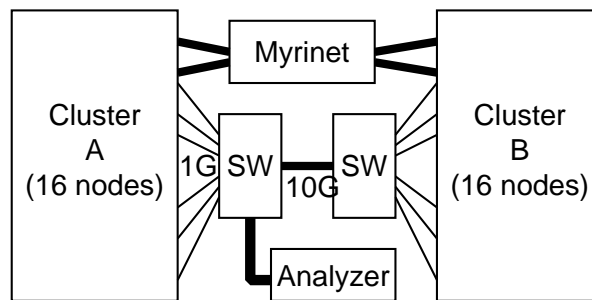 Myrinet
Cluster
A
(16 nodes)
1G
SW
10G
SW
Cluster
B
(16 nodes)
Analyzer